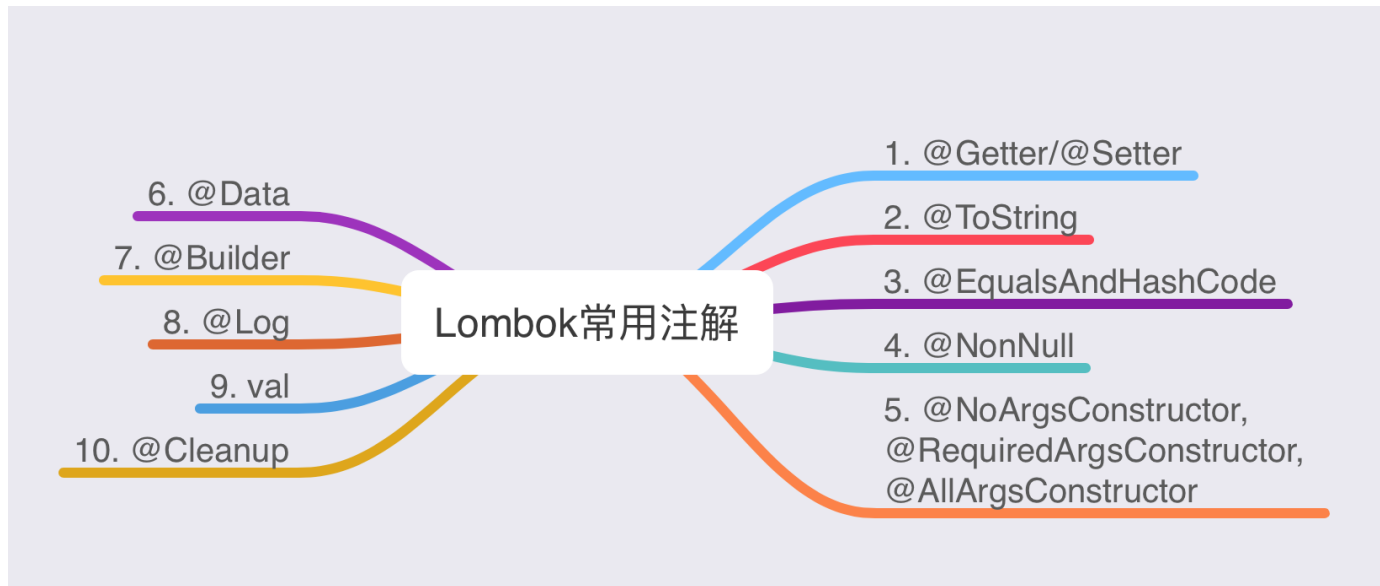 Lombok常用注解
1. @Getter/@Setter
2. @ToString
3. @EqualsAndHashCode
4. @NonNull
5. @NoArgsConstructor,
@RequiredArgsConstructor,
@AllArgsConstructor
6. @Data
7. @Builder
8. @Log
9. val
10. @Cleanup